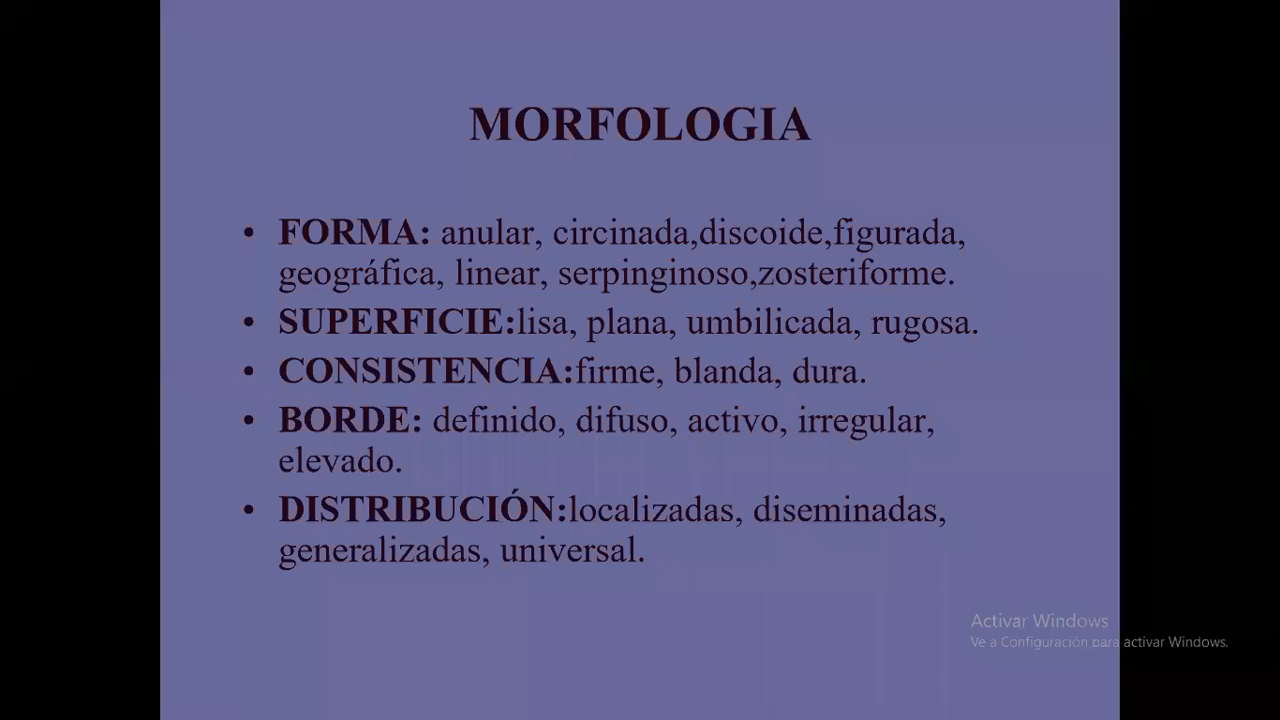 MORFOLOGIA
• FORMA: anular, circinada,discoide,figurada,
geográfica, linear, serpinginoso,zosteriforme.
• SUPERFICIE:lisa, plana, umbilicada, rugosa.
• CONSISTENCIA:firme, blanda, dura.
• BORDE: definido, difuso, activo, irregular,
elevado.
• DISTRIBUCIÓN:localizadas, diseminadas,
generalizadas, universal.
Activar Windows
Ve a Configuración para activar Windows.